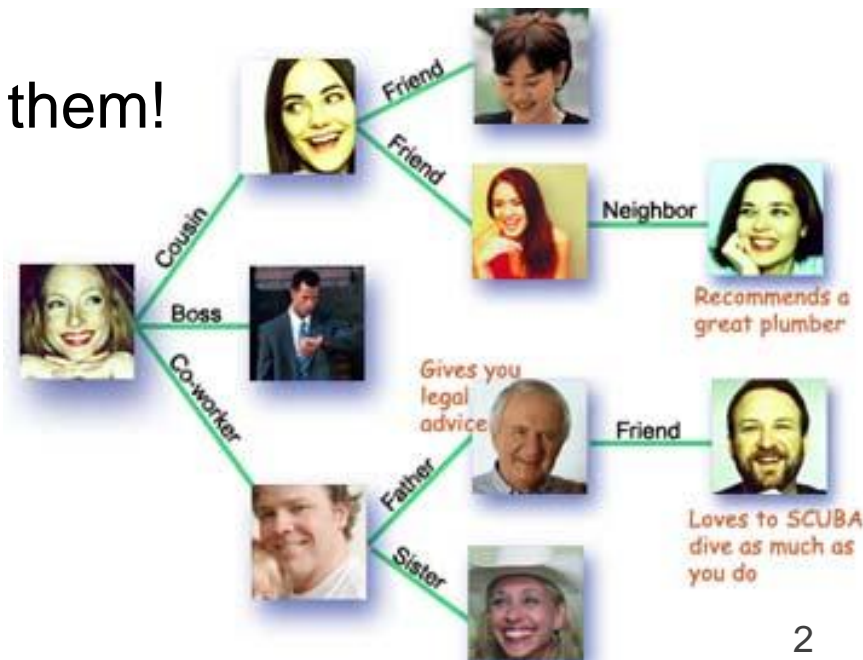 them!
Friend
Friend
Neighbor
Cousin
Recommends a
great plumber
Boss
Co-worker
Gives you
legal
advice
Friend
Father
Loves to SCUBA
dive as much as
you do
Sister
2